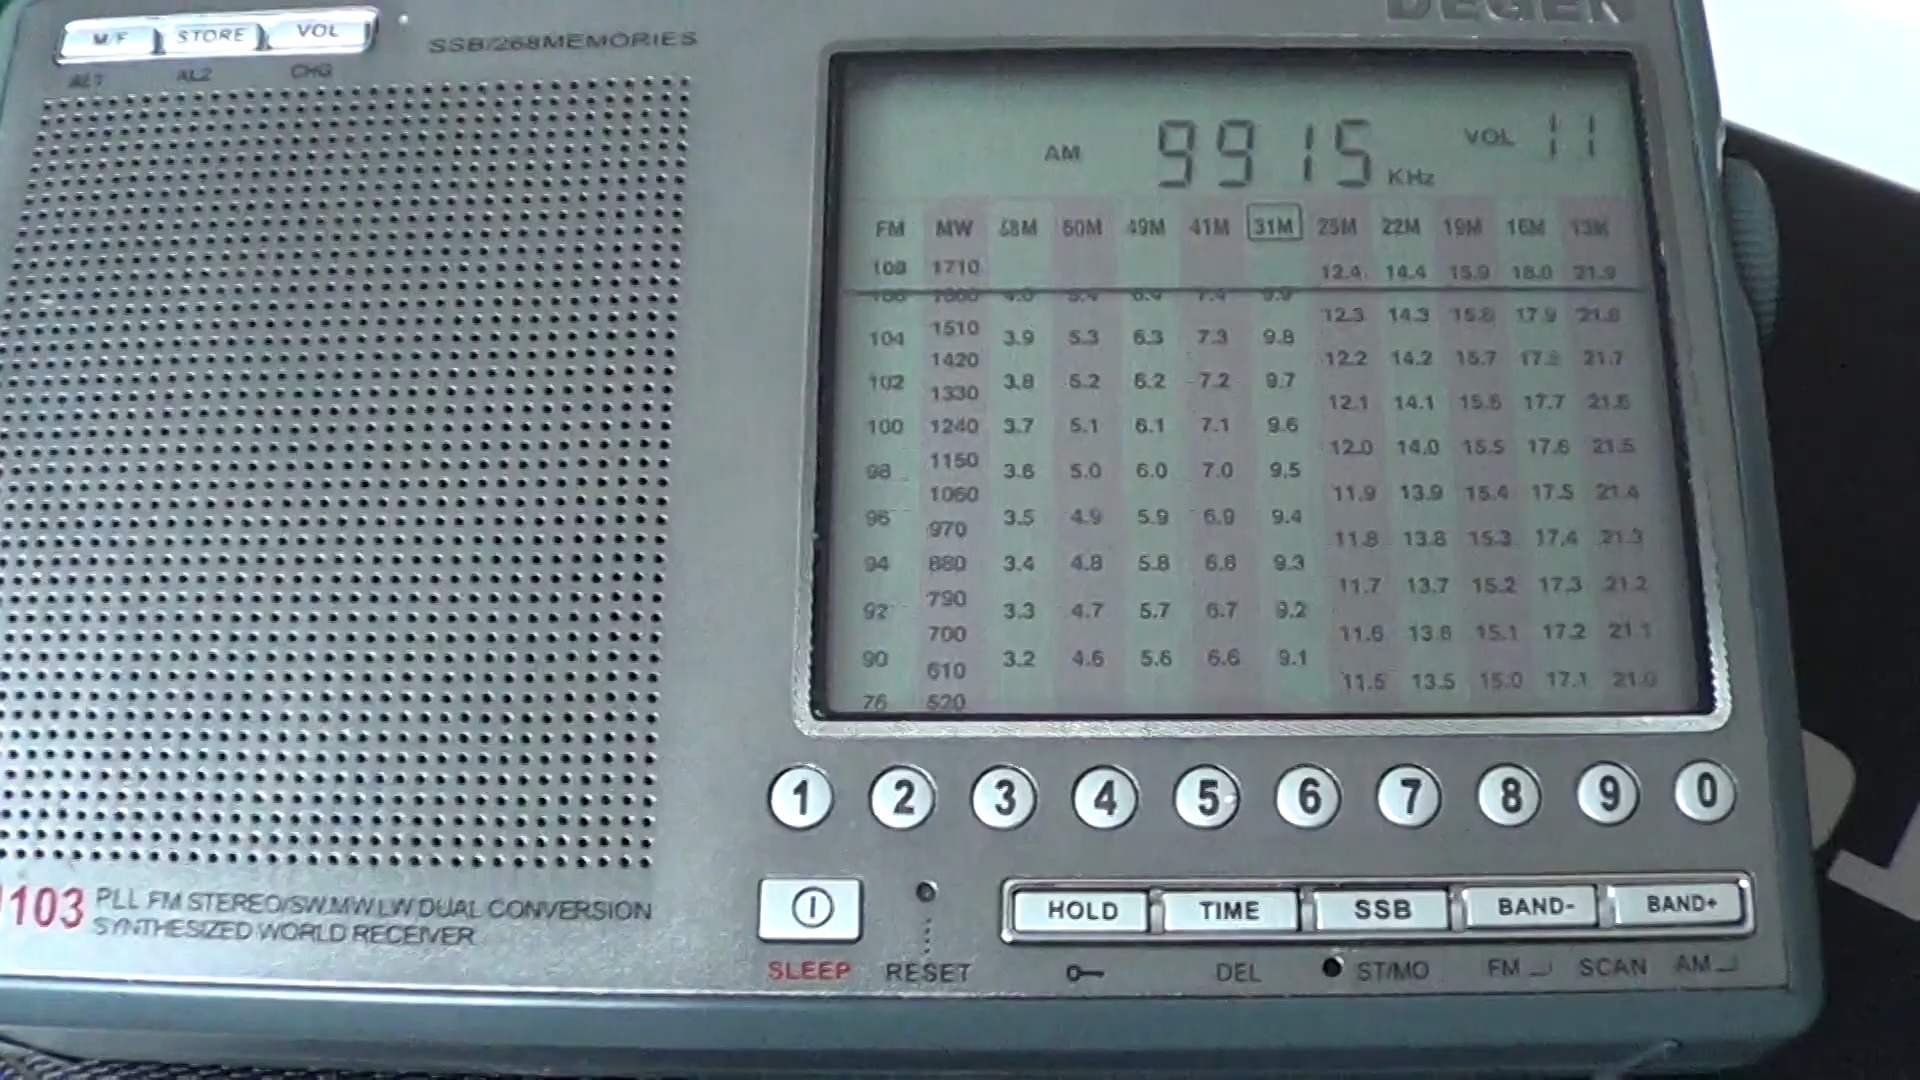 DEGEN
M/F STORE VOL
SSB/268MEMORIES
AL1 AL2 CHG
AM 9915 KHz VOL 11
FM MW 68M 60M 49M 41M 31M 25M 22M 19M 16M 13M
108 1710 12.4 14.4 15.9 18.0 21.9
12.3 14.3 15.8 17.9 21.8
104 1510 3.9 5.3 6.3 7.3 9.8
1420 12.2 14.2 15.7 17.8 21.7
102 1330 3.8 5.2 6.2 7.2 9.7
12.1 14.1 15.6 17.7 21.6
100 1240 3.7 5.1 6.1 7.1 9.6
1150 12.0 14.0 15.5 17.6 21.5
98 3.6 5.0 6.0 7.0 9.5
1060 11.9 13.9 15.4 17.5 21.4
96 970 3.5 4.9 5.9 6.9 9.4
11.8 13.8 15.3 17.4 21.3
94 880 3.4 4.8 5.8 6.8 9.3
790 11.7 13.7 15.2 17.3 21.2
92 3.3 4.7 5.7 6.7 9.2
700 11.6 13.6 15.1 17.2 21.1
90 610 3.2 4.6 5.6 6.6 9.1
11.5 13.5 15.0 17.1 21.0
76 520
1 2 3 4 5 6 7 8 9 0
HOLD TIME SSB BAND- BAND+
SLEEP RESET DEL ST/MO FM SCAN AM
1103 PLL FM STEREO/SW.MW.LW DUAL CONVERSION
SYNTHESIZED WORLD RECEIVER